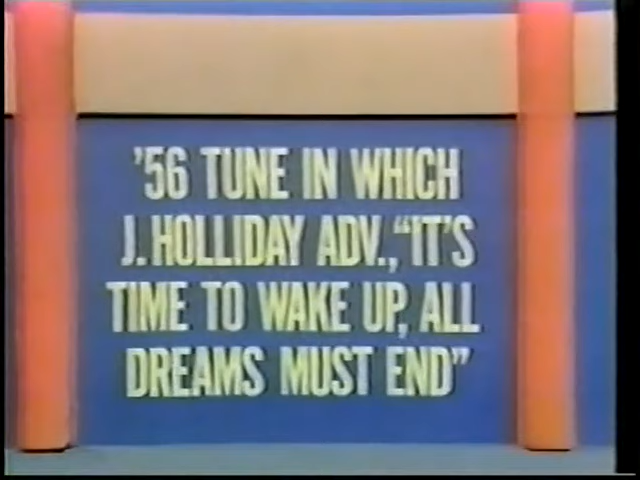 '56 TUNE IN WHICH
J. HOLLIDAY ADV., "IT'S
TIME TO WAKE UP, ALL
DREAMS MUST END"